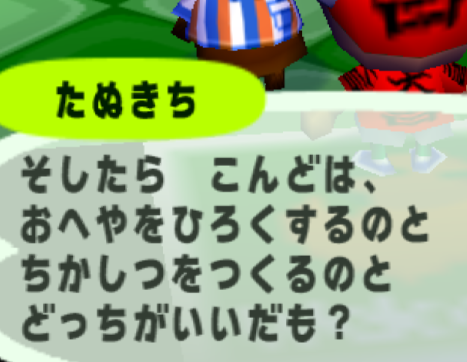 たぬきち
そしたら　こんどは、
おへやをひろくするのと
ちかしつをつくるのと
どっちがいいだも？